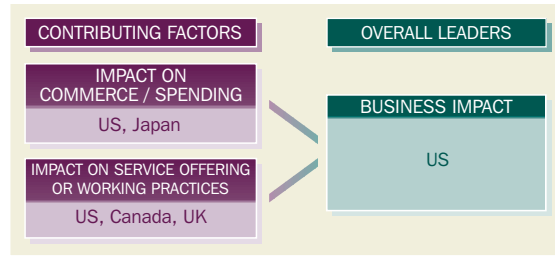 CONTRIBUTING FACTORS
OVERALL LEADERS
IMPACT ON
COMMERCE / SPENDING
US, Japan
IMPACT ON SERVICE OFFERING
OR WORKING PRACTICES
US, Canada, UK
BUSINESS IMPACT
US